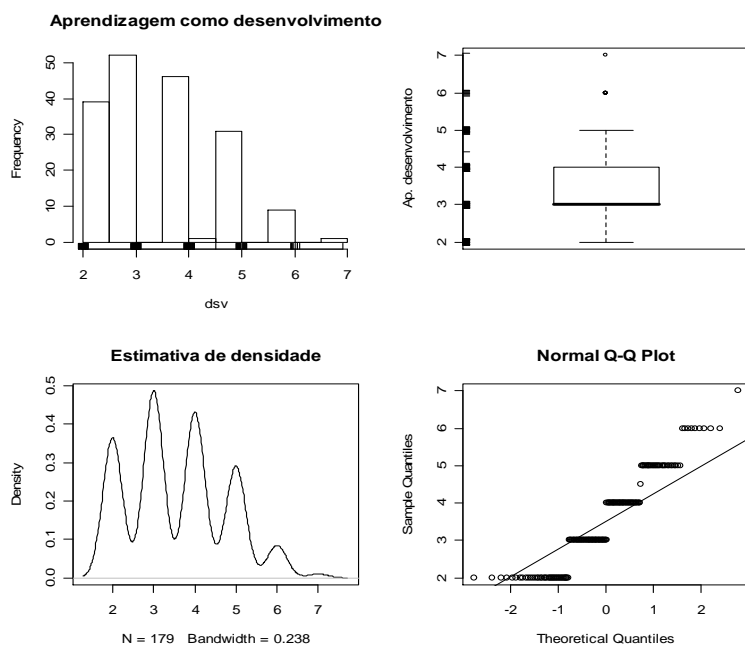 Aprendizagem como desenvolvimento
Frequency
0 10 20 30 40 50
2 3 4 5 6 7
dsv
Ap. desenvolvimento
2 3 4 5 6 7
Estimativa de densidade
Density
0.0 0.1 0.2 0.3 0.4 0.5
2 3 4 5 6 7
N = 179 Bandwidth = 0.238
Normal Q-Q Plot
Sample Quantiles
2 3 4 5 6 7
-2 -1 0 1 2
Theoretical Quantiles